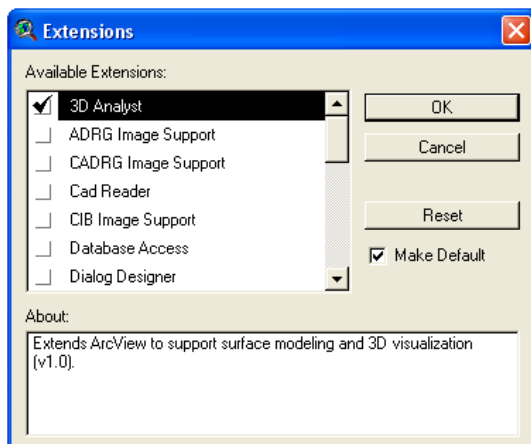 Extensions
Available Extensions:
3D Analyst
ADRG Image Support
CADRG Image Support
Cad Reader
CIB Image Support
Database Access
Dialog Designer
OK
Cancel
Reset
Make Default
About:
Extends ArcView to support surface modeling and 3D visualization
(v1.0).